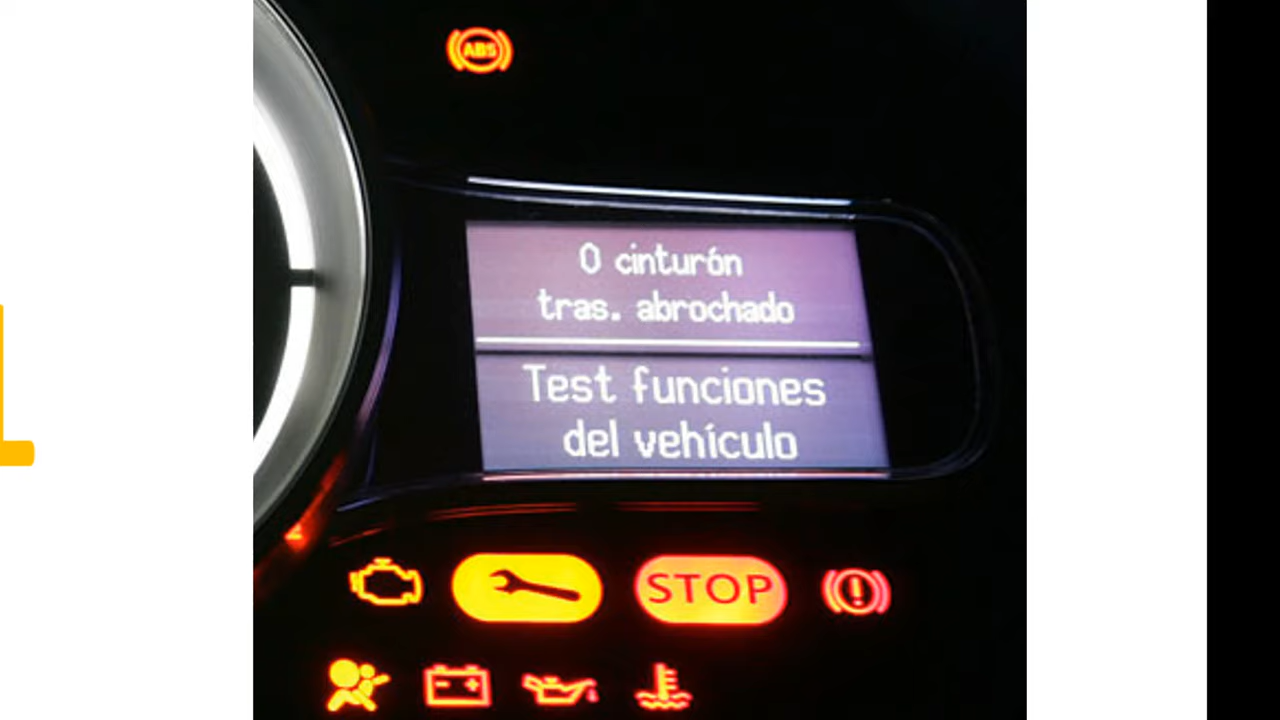 ABS
0 cinturón
tras. abrochado
Test funciones
del vehículo
STOP